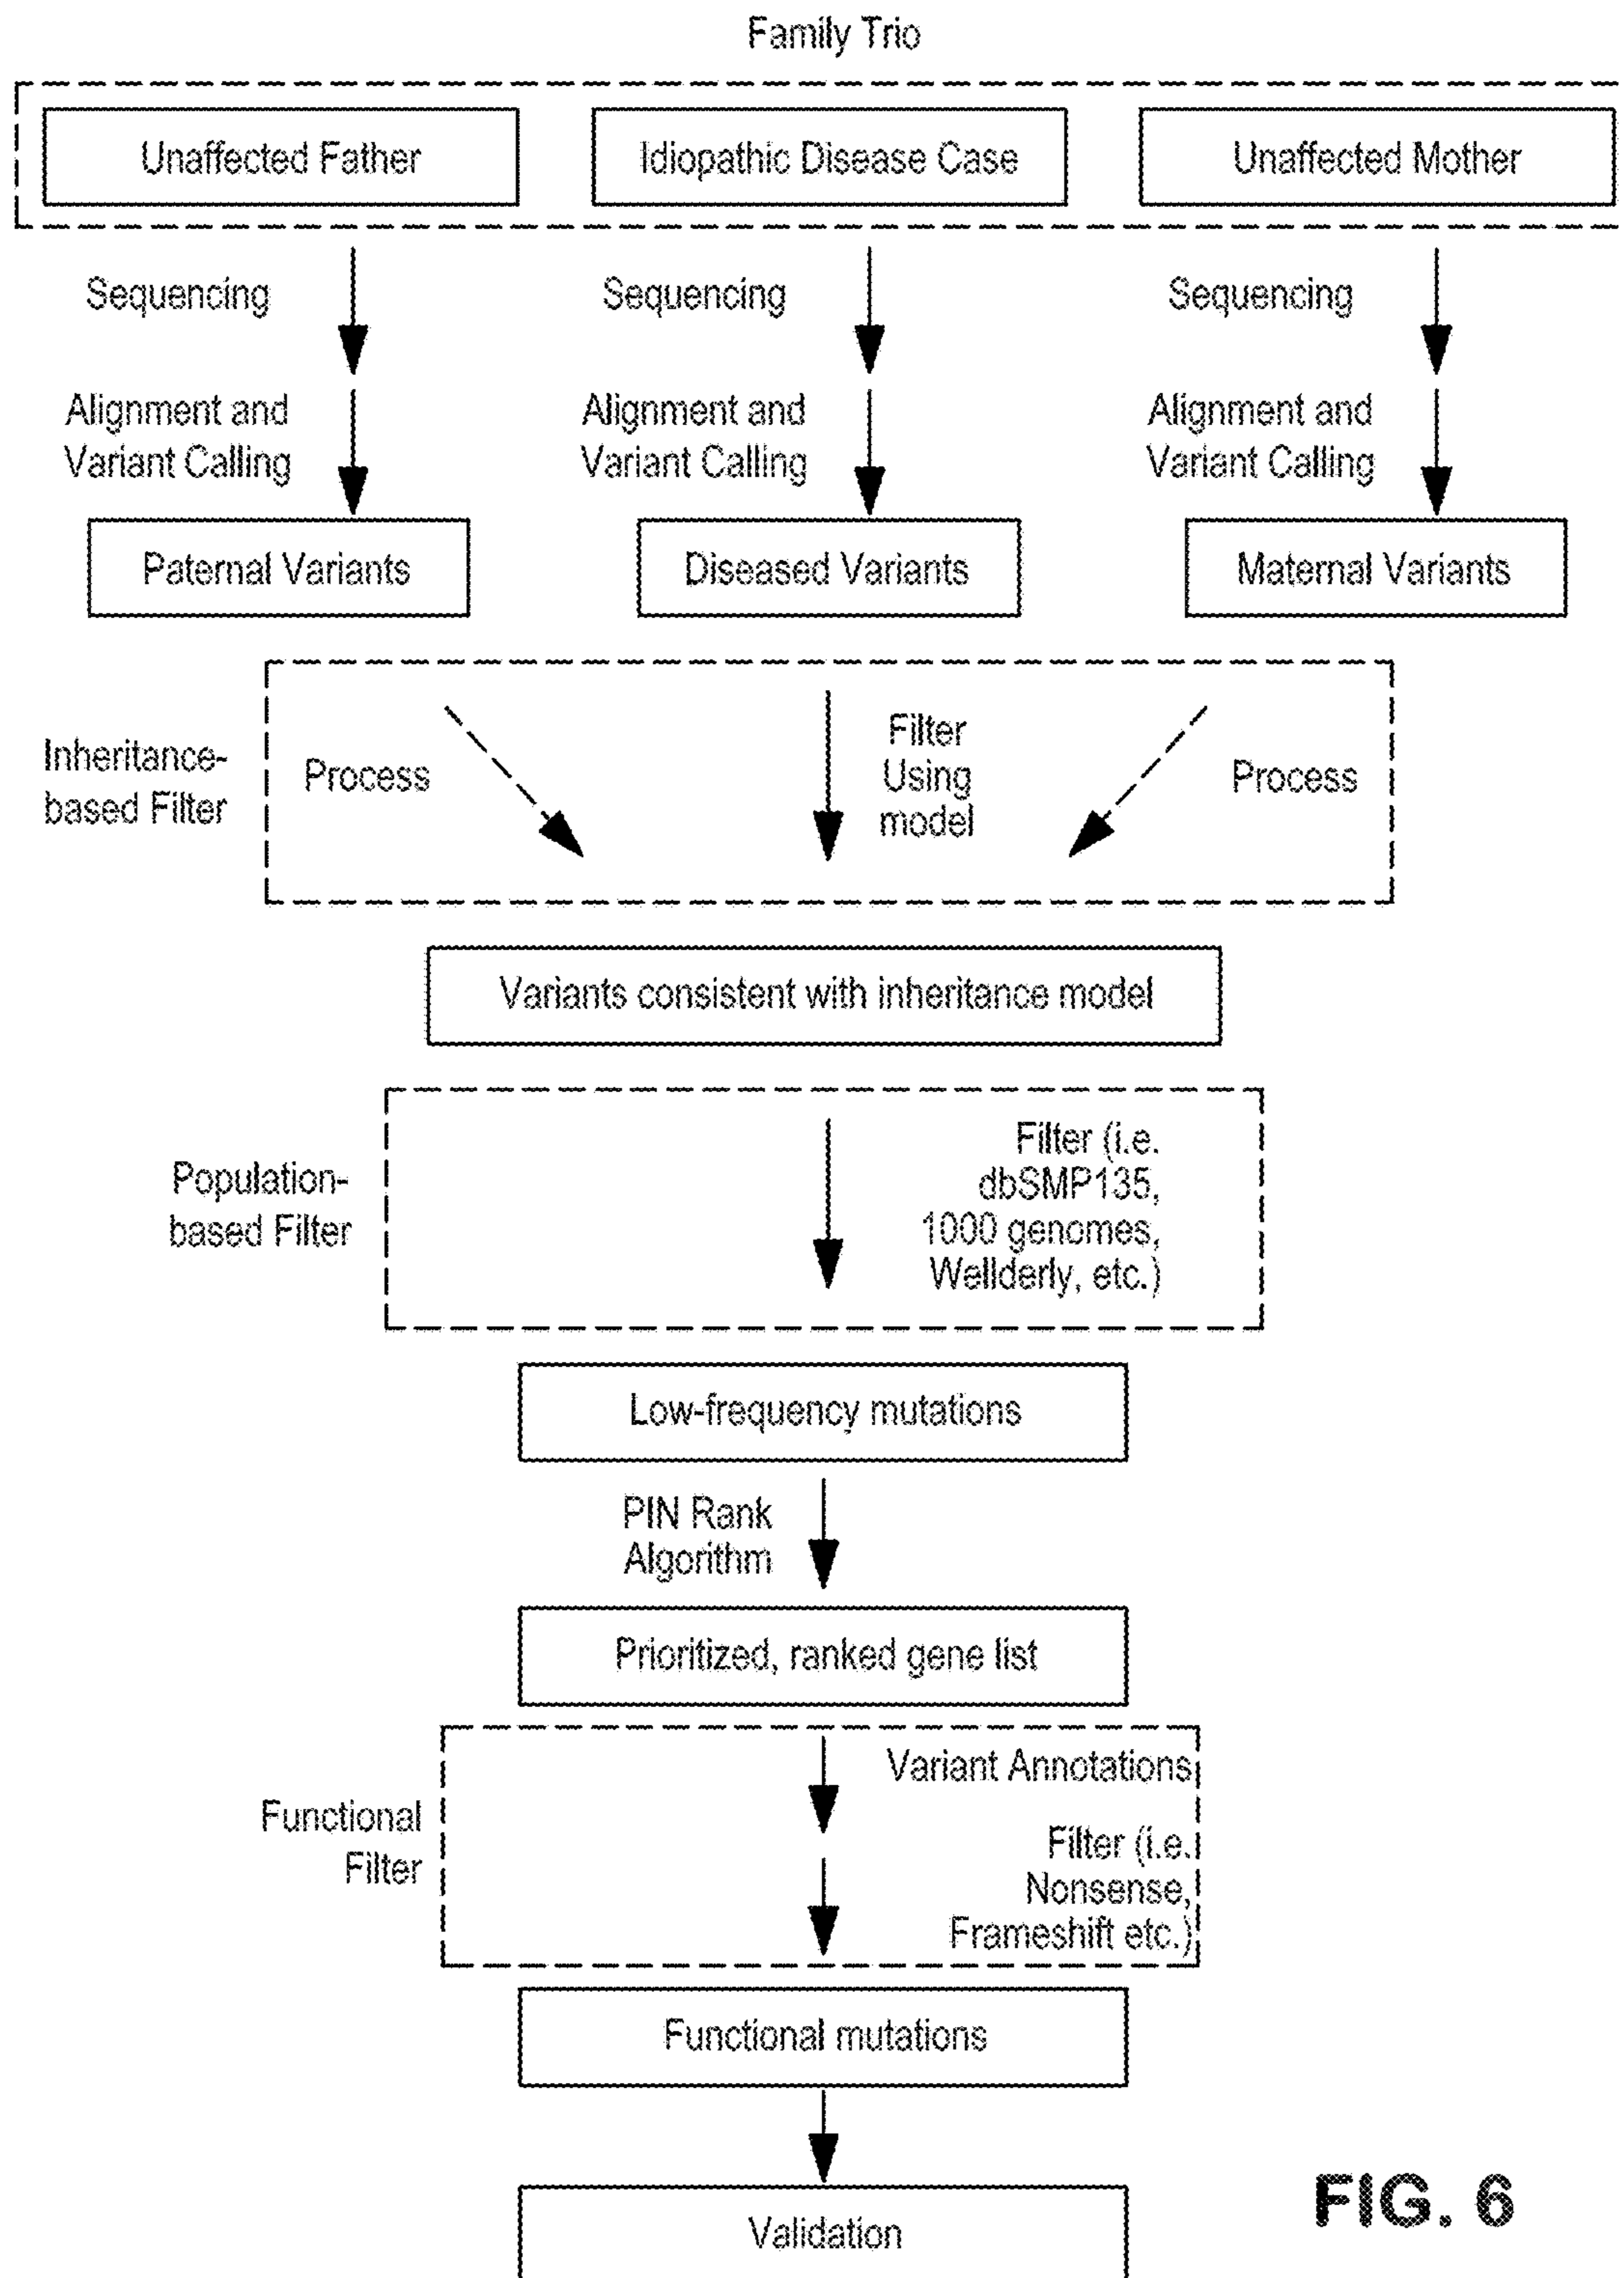 Family Trio
Unaffected Father
Idiopathic Disease Case
Unaffected Mother
Sequencing
Sequencing
Sequencing
Alignment and
Variant Calling
Alignment and
Variant Calling
Alignment and
Variant Calling
Paternal Variants
Diseased Variants
Maternal Variants
Inheritance-
based Filter
Process
Filter
Using
model
Process
Variants consistent with inheritance model
Population-
based Filter
Filter (i.e.
dbSMP135,
1000 genomes,
Wellderly, etc.)
Low-frequency mutations
PIN Rank
Algorithm
Prioritized, ranked gene list
Functional
Filter
Variant Annotations
Filter (i.e.
Nonsense,
Frameshift etc.)
Functional mutations
Validation
FIG. 6